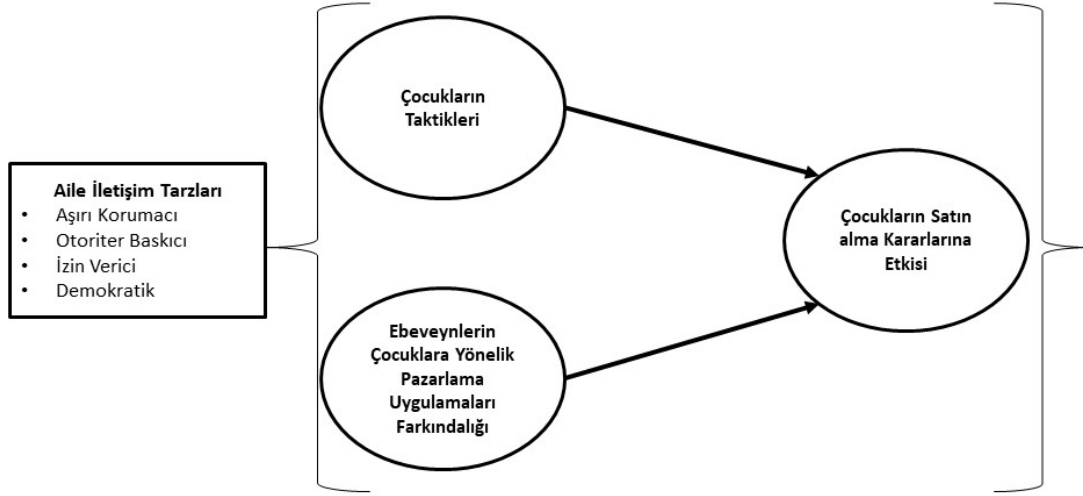 Aile İletişim Tarzları
• Aşırı Korumacı
• Otoriter Baskıcı
• İzin Verici
• Demokratik
Çocukların
Taktikleri
Ebeveynlerin
Çocuklara Yönelik
Pazarlama
Uygulamaları
Farkındalığı
Çocukların Satın
alma Kararlarına
Etkisi